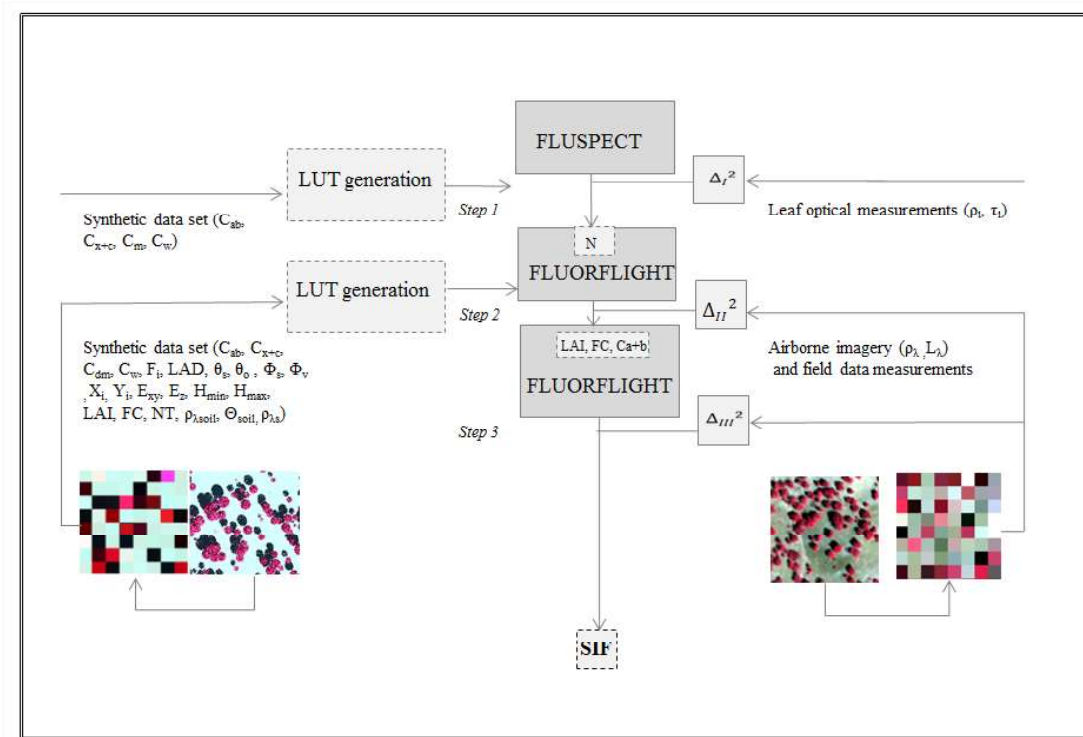 FLUSPECT
LUT generation
Δ_I²
Step 1
Synthetic data set (C_ab,
C_x+c, C_m, C_w)
Leaf optical measurements (ρ_t, τ_t)
N
FLUORFLIGHT
LUT generation
Δ_II²
Step 2
Synthetic data set (C_ab, C_x+c,
C_dm, C_w, F_i, LAD, θ_s, θ_o , Φ_s, Φ_v
, X_i, Y_i, E_xy, E_z, H_min, H_max,
LAI, FC, NT, ρ_λsoil, Θ_soil, ρ_λs)
LAI, FC, Ca+b
FLUORFLIGHT
Airborne imagery (ρ_λ ,L_λ)
and field data measurements
Δ_III²
Step 3
SIF